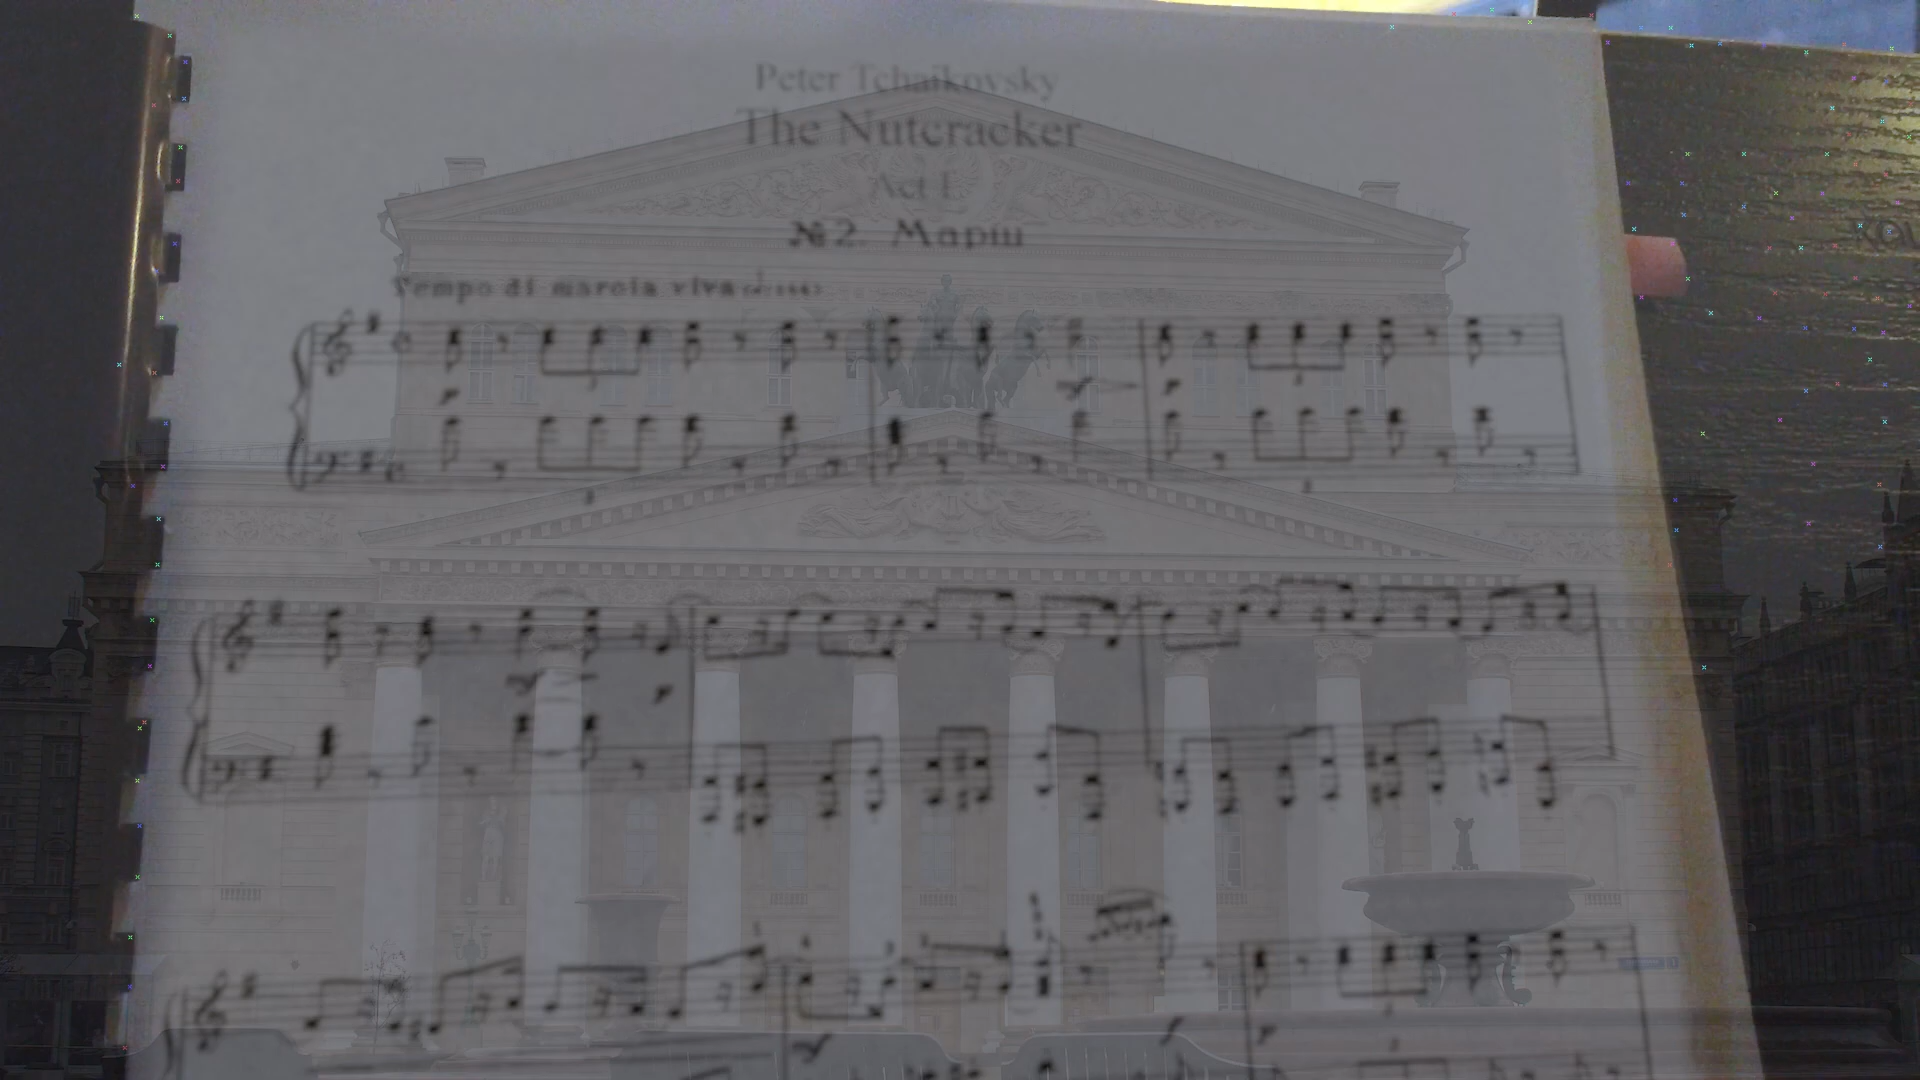 Peter Tchaikovsky
The Nutcracker
Act I
№2. Марш
Tempo di marcia viva